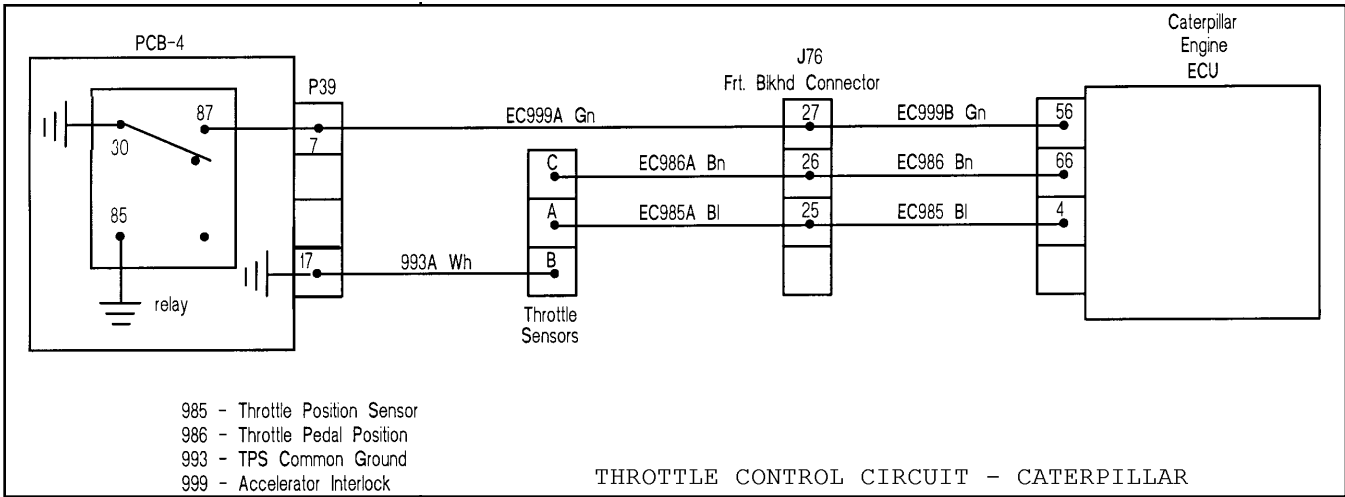 PCB-4
P39
J76
Frt. Blkhd Connector
Caterpillar
Engine
ECU
87
30
85
relay
7
17
EC999A Gn
27
EC999B Gn
56
C
EC986A Bn
26
EC986 Bn
66
A
EC985A Bl
25
EC985 Bl
4
993A Wh
B
Throttle
Sensors
985 - Throttle Position Sensor
986 - Throttle Pedal Position
993 - TPS Common Ground
999 - Accelerator Interlock
THROTTLE CONTROL CIRCUIT - CATERPILLAR